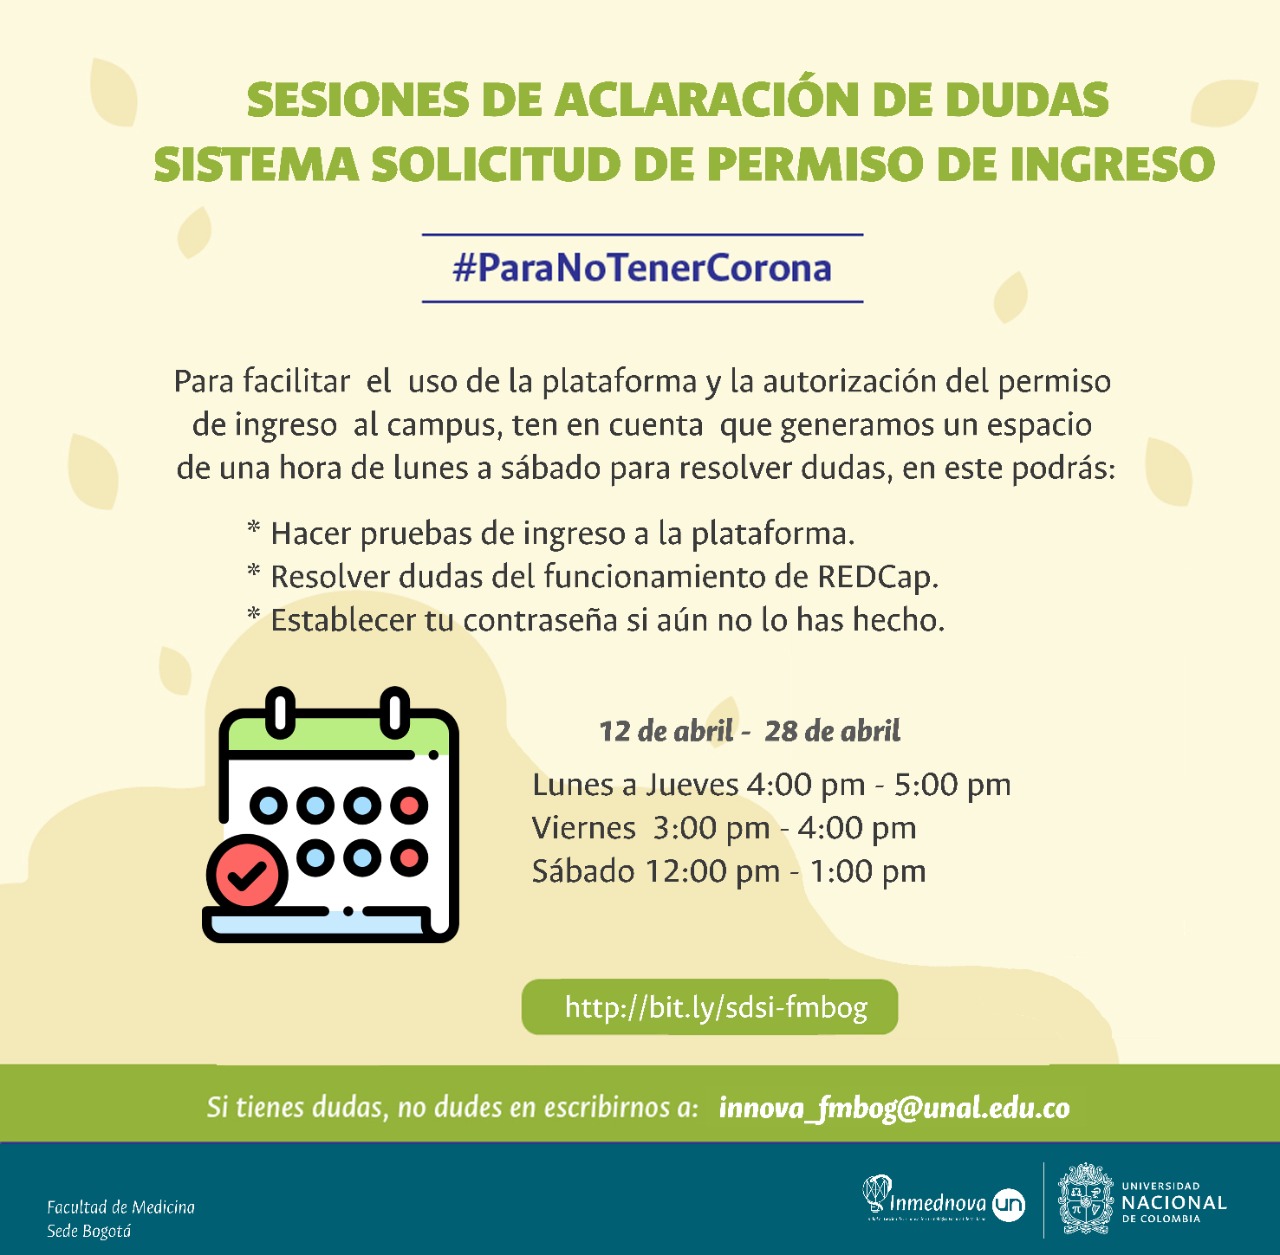 SESIONES DE ACLARACIÓN DE DUDAS
SISTEMA SOLICITUD DE PERMISO DE INGRESO
#ParaNoTenerCorona
Para facilitar el uso de la plataforma y la autorización del permiso
de ingreso al campus, ten en cuenta que generamos un espacio
de una hora de lunes a sábado para resolver dudas, en este podrás:
* Hacer pruebas de ingreso a la plataforma.
* Resolver dudas del funcionamiento de REDCap.
* Establecer tu contraseña si aún no lo has hecho.
12 de abril - 28 de abril
Lunes a Jueves 4:00 pm - 5:00 pm
Viernes 3:00 pm - 4:00 pm
Sábado 12:00 pm - 1:00 pm
http://bit.ly/sdsi-fmbog
Si tienes dudas, no dudes en escribirnos a: innova_fmbog@unal.edu.co
Facultad de Medicina
Sede Bogotá
Inmednova un
UNIVERSIDAD
NACIONAL
DE COLOMBIA